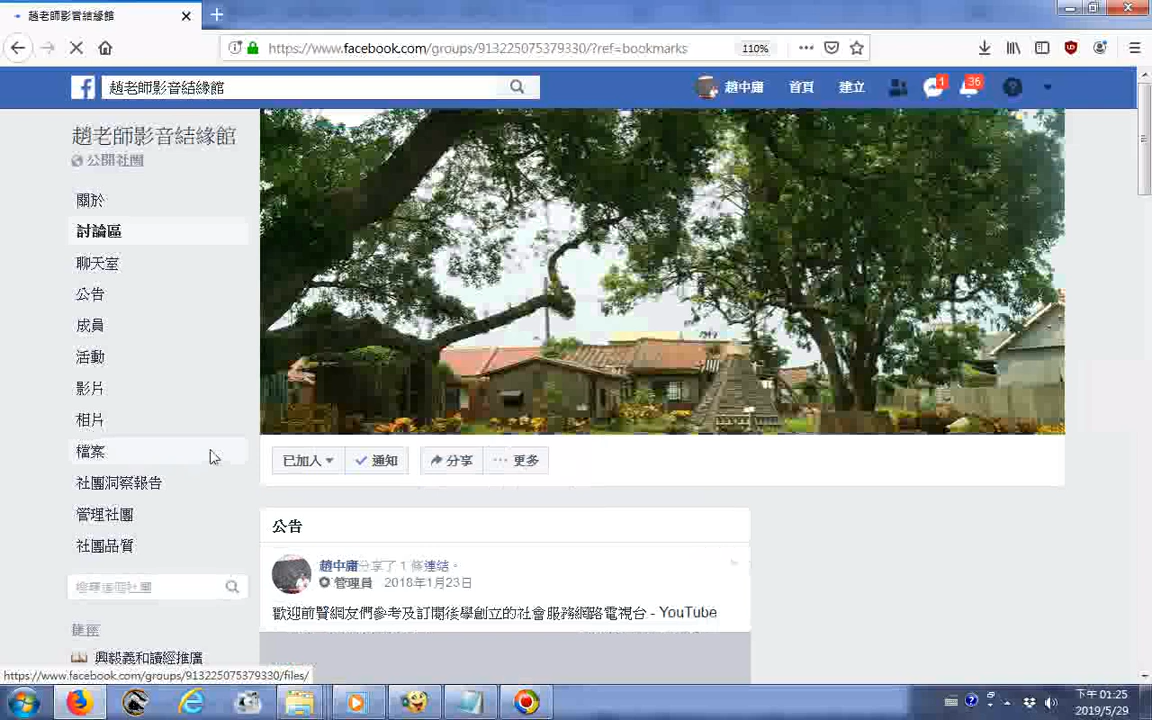 趙老師影音結緣館
https://www.facebook.com/groups/913225075379330/?ref=bookmarks
110%
趙老師影音結緣館
趙中庸
首頁
建立
1
36
趙老師影音結緣館
公開社團
關於
討論區
聊天室
公告
成員
活動
影片
相片
檔案
社團洞察報告
管理社團
社團品質
搜尋這個社團
捷徑
興毅義和讀經推廣
已加入
通知
分享
更多
公告
趙中庸分享了 1 條連結。
管理員 2018年1月23日
歡迎前賢網友們參考及訂閱後學創立的社會服務網路電視台 - YouTube
https://www.facebook.com/groups/913225075379330/files/
下午 01:25
2019/5/29